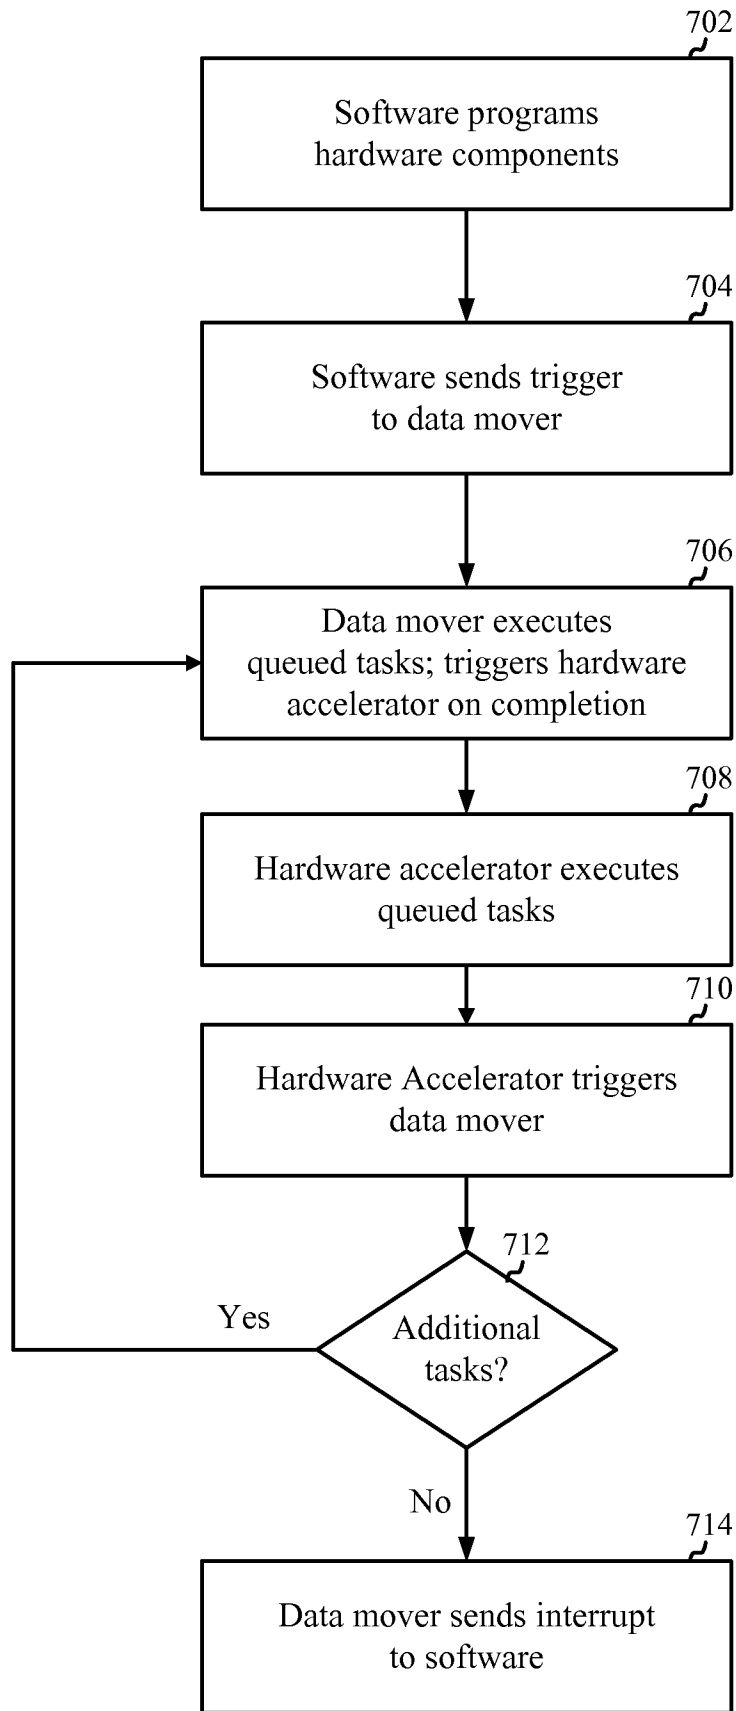 702
Software programs
hardware components
704
Software sends trigger
to data mover
706
Data mover executes
queued tasks; triggers hardware
accelerator on completion
708
Hardware accelerator executes
queued tasks
710
Hardware Accelerator triggers
data mover
712
Yes
Additional
tasks?
No
714
Data mover sends interrupt
to software